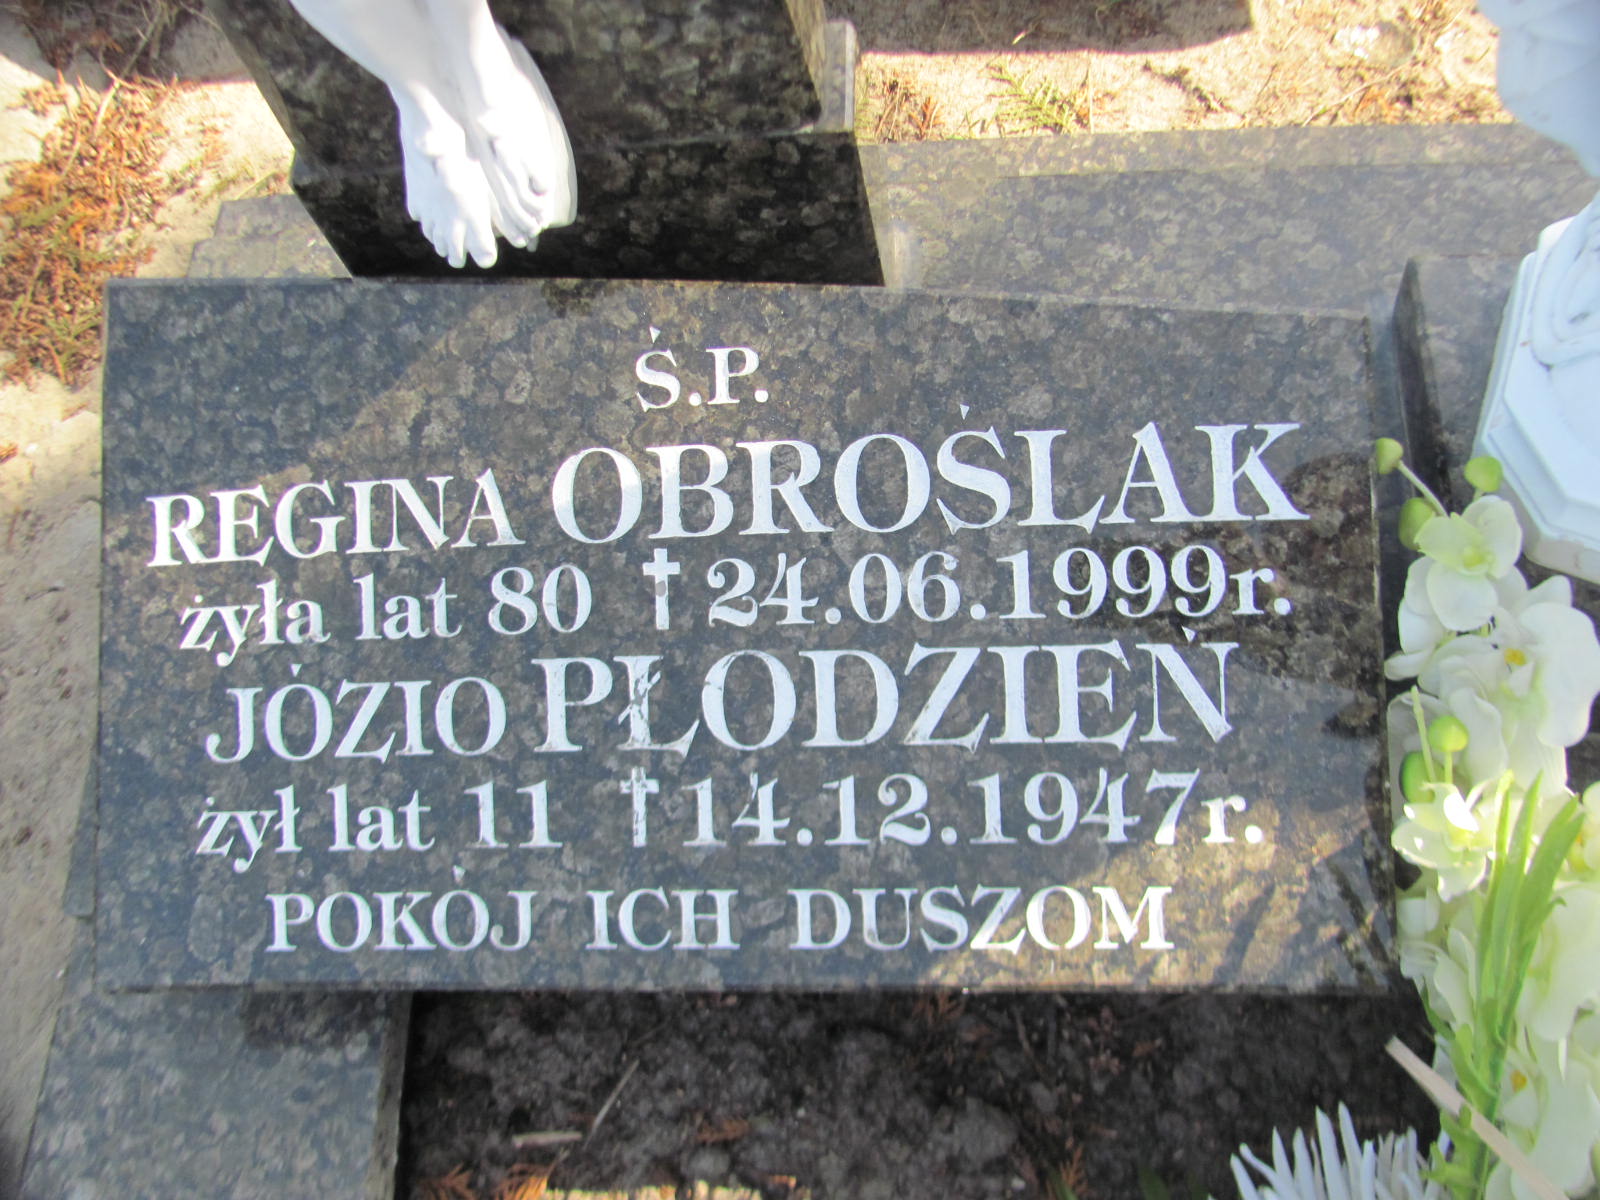 Ś.P.
REGINA OBROŚLAK
żyła lat 80 †24.06.1999r.
JÓZIO PŁODZIEŃ
żył lat 11 †14.12.1947r.
POKÓJ ICH DUSZOM